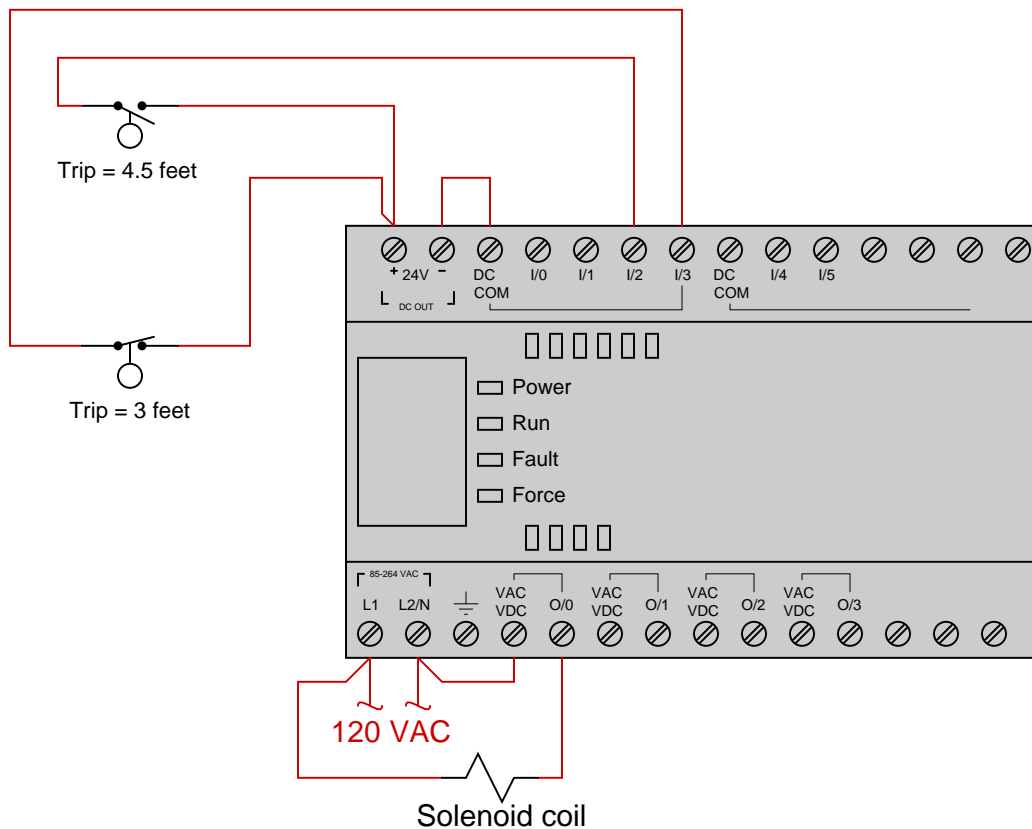 Trip = 4.5 feet
+ 24V -
DC OUT
DC
COM
I/0
I/1
I/2
I/3
DC
COM
I/4
I/5
Trip = 3 feet
Power
Run
Fault
Force
85-264 VAC
L1
L2/N
VAC
VDC
O/0
VAC
VDC
O/1
VAC
VDC
O/2
VAC
VDC
O/3
120 VAC
Solenoid coil